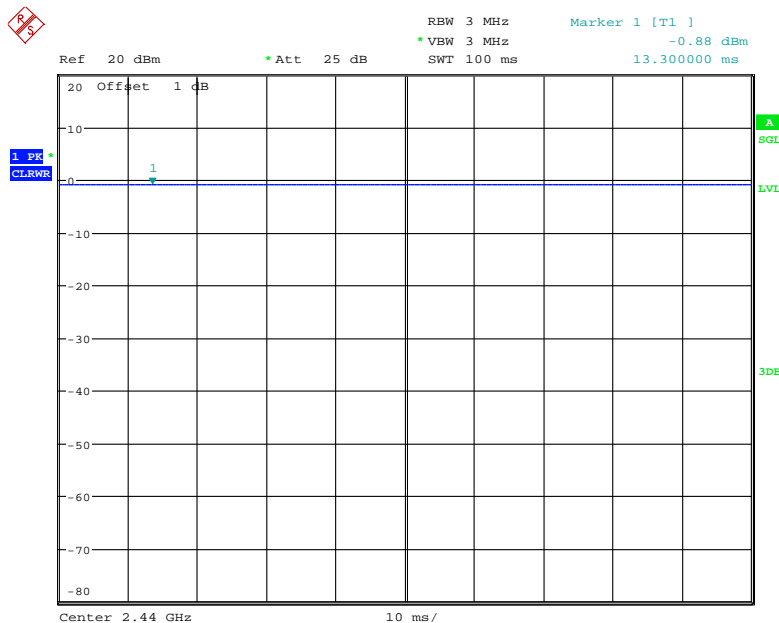 R S
RBW 3 MHz Marker 1 [T1 ]
* VBW 3 MHz -0.88 dBm
Ref 20 dBm * Att 25 dB SWT 100 ms 13.300000 ms
20 Offset 1 dB
A
10
SGL
1 PK *
1
CLRWR
0
LVL
-10
-20
-30
3DB
-40
-50
-60
-70
-80
Center 2.44 GHz 10 ms/